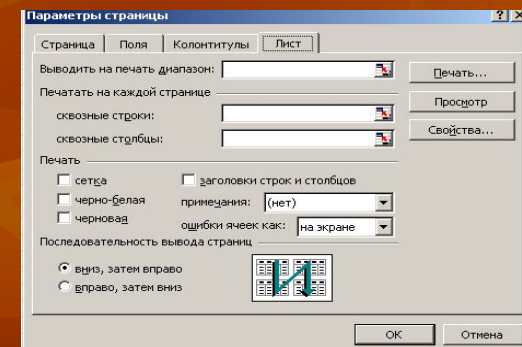 Параметры страницы
Страница Поля Колонтитулы Лист
Выводить на печать диапазон: Печать...
Печатать на каждой странице
сквозные строки: Просмотр
сквозные столбцы: Свойства...
Печать
сетка заголовки строк и столбцов
черно-белая примечания: (нет)
черновая ошибки ячеек как: на экране
Последовательность вывода страниц
вниз, затем вправо
вправо, затем вниз
ОК Отмена